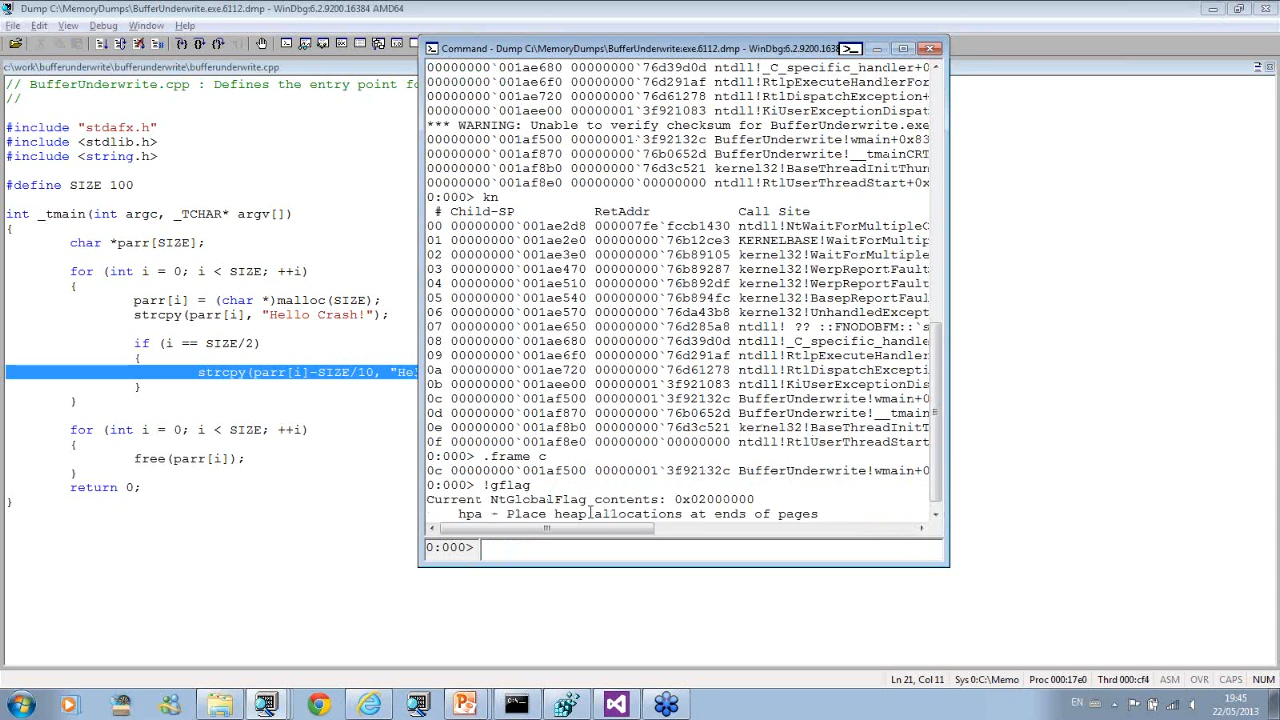 Dump C:\MemoryDumps\BufferUnderwite.exe.6112.dmp - WinDbg:6.2.9200.16384 AMD64
File Edit View Debug Window Help
c:\work\bufferunderwrite\bufferunderwrite\bufferunderwrite.cpp
// BufferUnderwrite.cpp : Defines the entry point fo
//
#include "stdafx.h"
#include <stdlib.h>
#include <string.h>
#define SIZE 100
int _tmain(int argc, _TCHAR* argv[])
{
char *parr[SIZE];
for (int i = 0; i < SIZE; ++i)
{
parr[i] = (char *)malloc(SIZE);
strcpy(parr[i], "Hello Crash!");
if (i == SIZE/2)
{
strcpy(parr[i]-SIZE/10, "Hel
}
}
for (int i = 0; i < SIZE; ++i)
{
free(parr[i]);
}
return 0;
}
Command - Dump C:\MemoryDumps\BufferUnderwite.exe.6112.dmp - WinDbg:6.2.9200.1638
00000000`001ae680 00000000`76d39d0d ntdll!_C_specific_handler+0
00000000`001ae6f0 00000000`76d291af ntdll!RtlpExecuteHandlerFor
00000000`001ae720 00000000`76d61278 ntdll!RtlDispatchException+
00000000`001aee00 00000001`3f921083 ntdll!KiUserExceptionDispat
*** WARNING: Unable to verify checksum for BufferUnderwrite.exe
00000000`001af500 00000001`3f92132c BufferUnderwrite!wmain+0x83
00000000`001af870 00000000`76b0652d BufferUnderwrite!__tmainCRT
00000000`001af8b0 00000000`76d3c521 kernel32!BaseThreadInitThun
00000000`001af8e0 00000000`00000000 ntdll!RtlUserThreadStart+0x
0:000> kn
# Child-SP RetAddr Call Site
00 00000000`001ae2d8 000007fe`fccb1430 ntdll!NtWaitForMultipleO
01 00000000`001ae2e0 00000000`76b12ce3 KERNELBASE!WaitForMultip
02 00000000`001ae3e0 00000000`76b89105 kernel32!WaitForMultiple
03 00000000`001ae470 00000000`76b89287 kernel32!WerpReportFault
04 00000000`001ae510 00000000`76b892df kernel32!WerpReportFault
05 00000000`001ae540 00000000`76b894fc kernel32!BasepReportFaul
06 00000000`001ae570 00000000`76da43b8 kernel32!UnhandledExcept
07 00000000`001ae650 00000000`76d285a8 ntdll! ?? ::FNODOBFM::`s
08 00000000`001ae680 00000000`76d39d0d ntdll!_C_specific_handle
09 00000000`001ae6f0 00000000`76d291af ntdll!RtlpExecuteHandler
0a 00000000`001ae720 00000000`76d61278 ntdll!RtlDispatchExcepti
0b 00000000`001aee00 00000001`3f921083 ntdll!KiUserExceptionDis
0c 00000000`001af500 00000001`3f92132c BufferUnderwrite!wmain+0
0d 00000000`001af870 00000000`76b0652d BufferUnderwrite!__tmain
0e 00000000`001af8b0 00000000`76d3c521 kernel32!BaseThreadInitT
0f 00000000`001af8e0 00000000`00000000 ntdll!RtlUserThreadStart
0:000> .frame c
0c 00000000`001af500 00000001`3f92132c BufferUnderwrite!wmain+0
0:000> !gflag
Current NtGlobalFlag contents: 0x02000000
hpa - Place heap allocations at ends of pages
0:000>
Ln 21, Col 11 Sys 0:C:\Memo Proc 000:17e0 Thrd 000:cf4 ASM OVR CAPS NUM
EN
19:45
22/05/2013